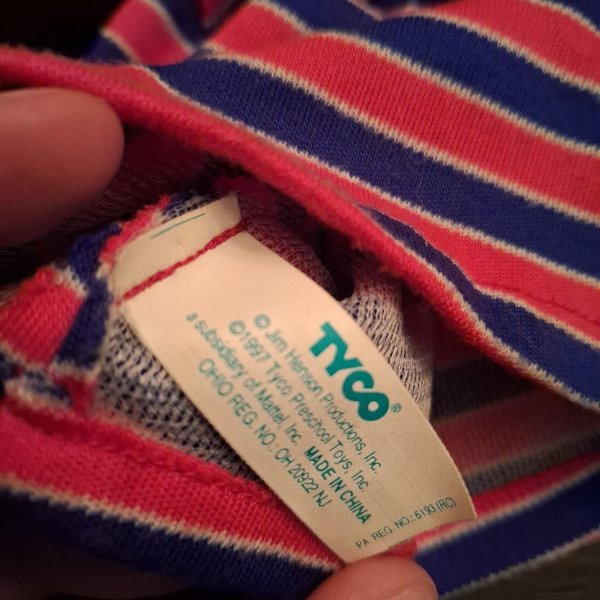 TYCO®
© Jim Henson Productions, Inc.
©1997 Tyco Preschool Toys, Inc.
a subsidiary of Mattel, Inc. MADE IN CHINA
OHIO REG. NO.: OH 20922 NJ
PA. REG. NO.: 6193 (RC)